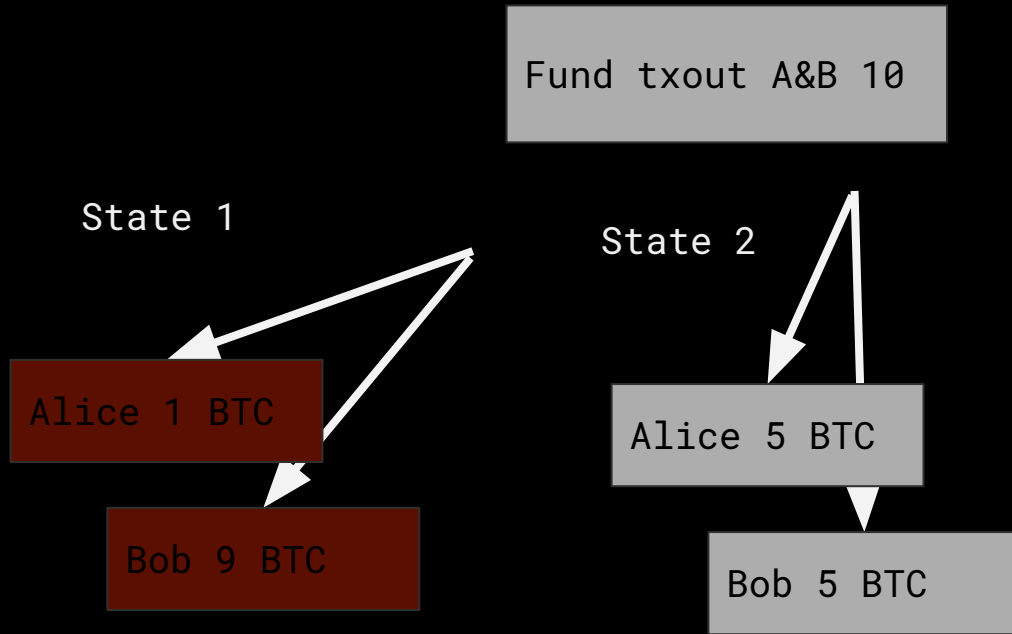 Fund txout A&B 10
State 1
State 2
Alice 1 BTC
Alice 5 BTC
Bob 9 BTC
Bob 5 BTC